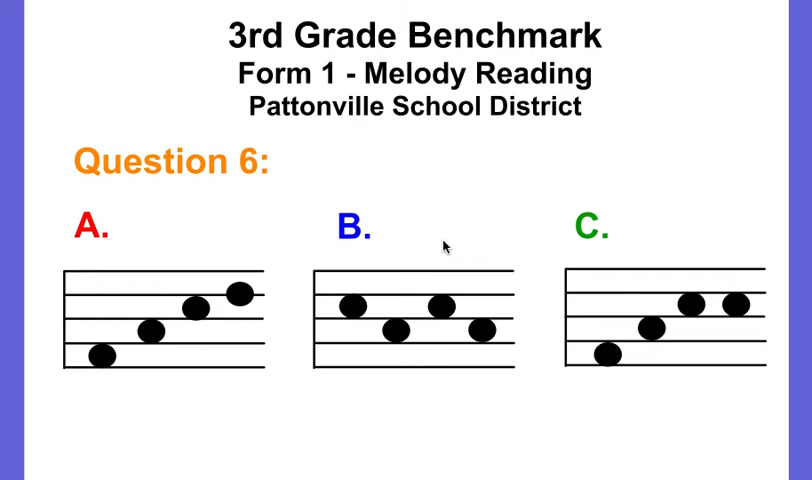 3rd Grade Benchmark
Form 1 - Melody Reading
Pattonville School District
Question 6:
A. B. C.